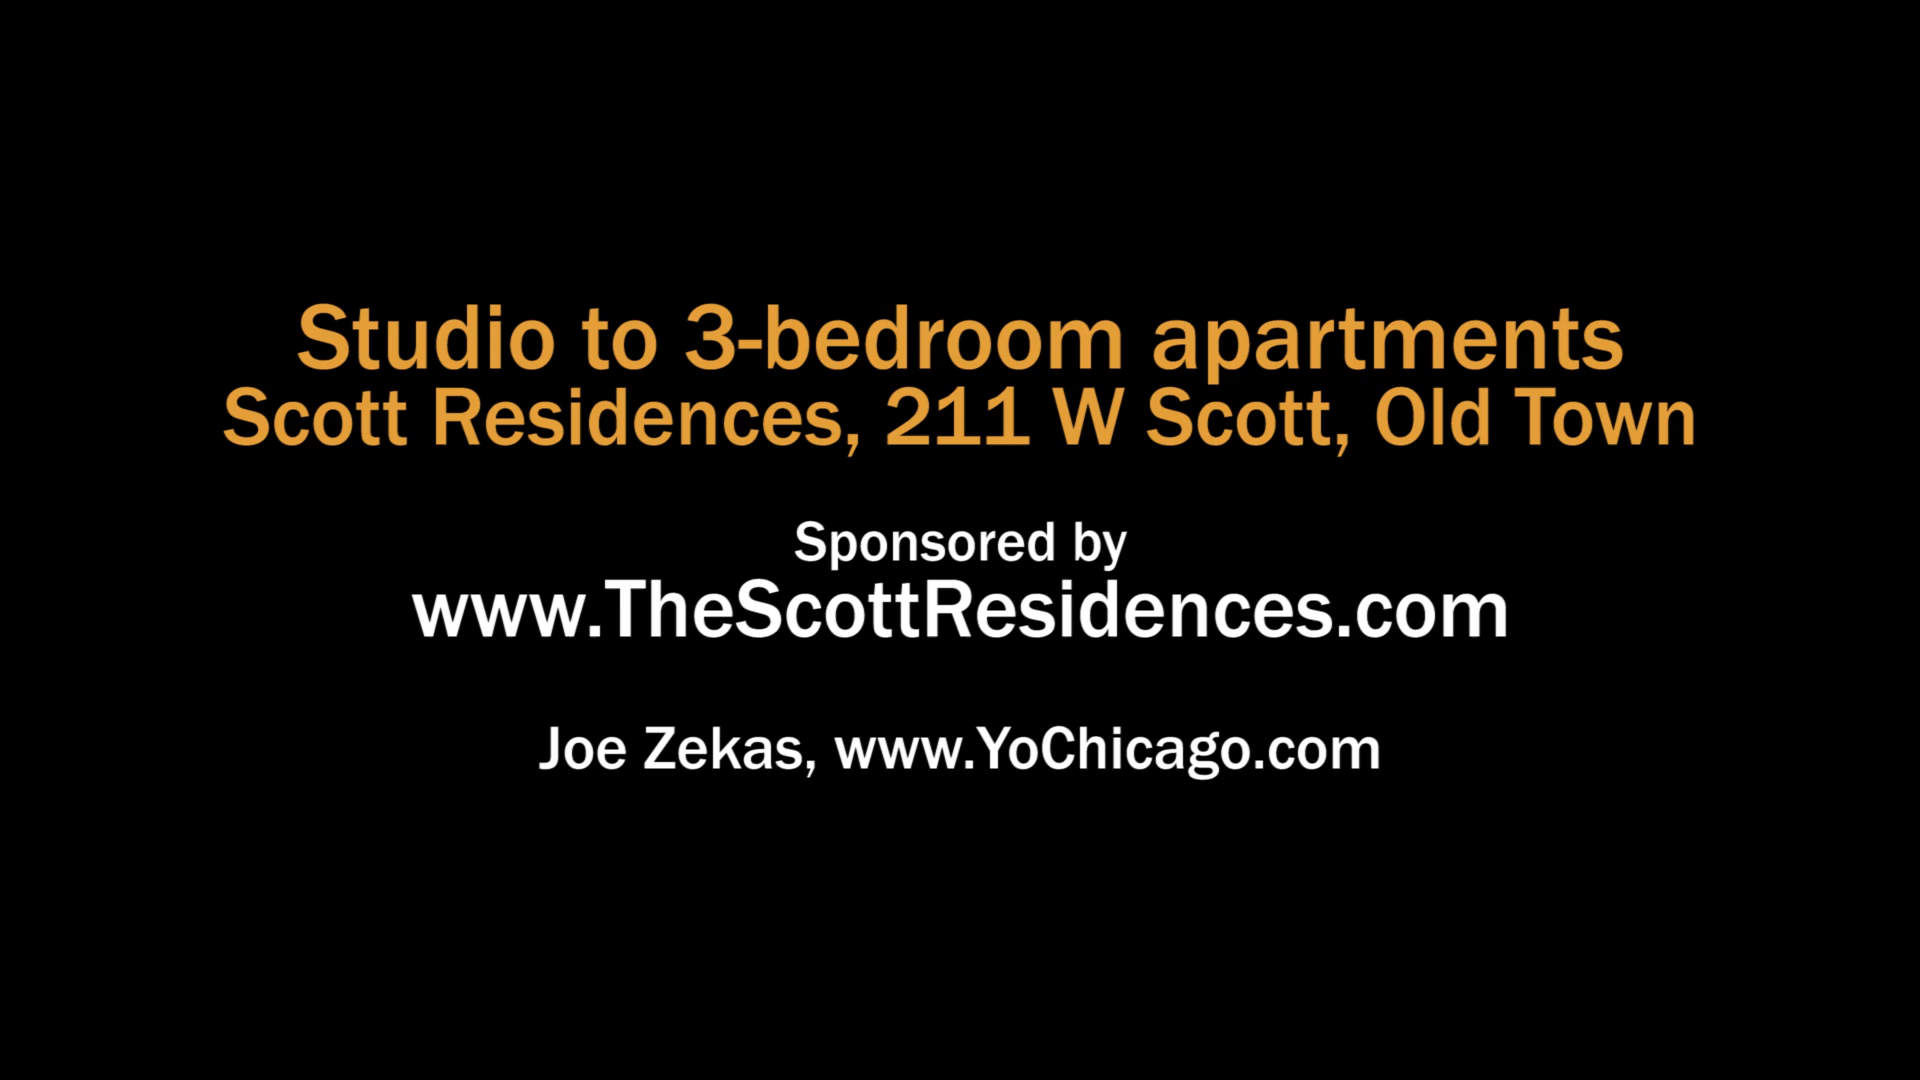 Studio to 3-bedroom apartments
Scott Residences, 211 W Scott, Old Town
Sponsored by
www.TheScottResidences.com
Joe Zekas, www.YoChicago.com